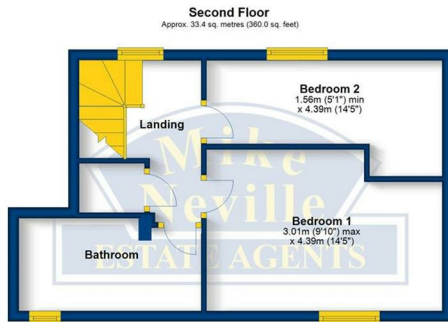 Second Floor
Approx. 33.4 sq. metres (360.0 sq. feet)
Bedroom 2
1.56m (5'1") min
x 4.39m (14'5")
Landing
Mike
Neville
ESTATE AGENTS
Bedroom 1
3.01m (9'10") max
x 4.39m (14'5")
Bathroom